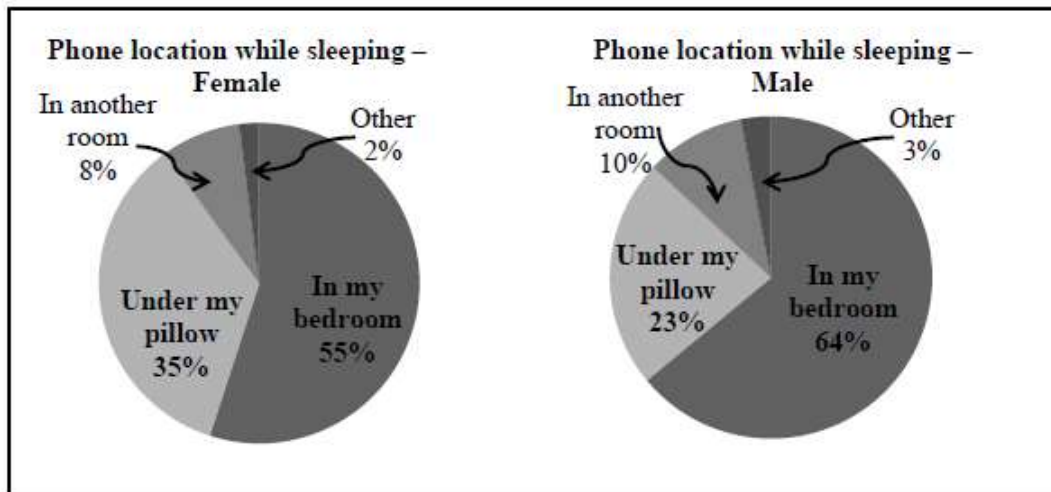 Phone location while sleeping –
Female
In another
room
8%
Other
2%
Under my
pillow
35%
In my
bedroom
55%
Phone location while sleeping –
Male
In another
room
10%
Other
3%
Under my
pillow
23%
In my
bedroom
64%